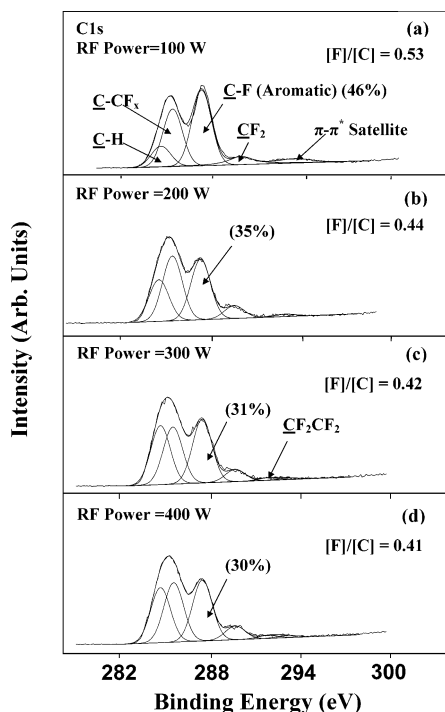 C1s
(a)
RF Power=100 W
[F]/[C] = 0.53
C-CFx
C-F (Aromatic) (46%)
C-H
CF2
π-π* Satellite
RF Power =200 W
(b)
[F]/[C] = 0.44
(35%)
RF Power =300 W
(c)
[F]/[C] = 0.42
(31%)
CF2CF2
RF Power =400 W
(d)
[F]/[C] = 0.41
(30%)
Intensity (Arb. Units)
282 288 294 300
Binding Energy (eV)